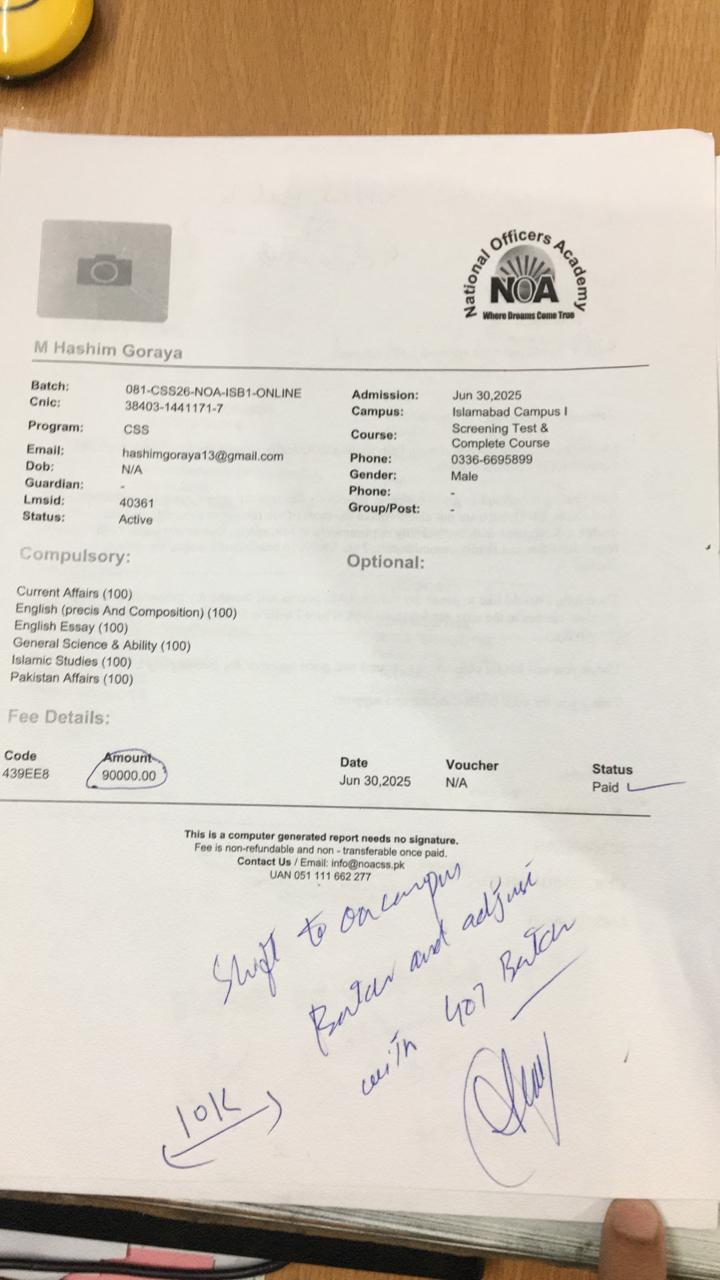 National Officers Academy
NOA
Where Dreams Come True
M Hashim Goraya
Batch: 081-CSS26-NOA-ISB1-ONLINE
Cnic: 38403-1441171-7
Program: CSS
Email: hashimgoraya13@gmail.com
Dob: N/A
Guardian: -
Lmsid: 40361
Status: Active
Admission: Jun 30,2025
Campus: Islamabad Campus I
Course: Screening Test &
Complete Course
Phone: 0336-6695899
Gender: Male
Phone: -
Group/Post: -
Compulsory:
Current Affairs (100)
English (precis And Composition) (100)
English Essay (100)
General Science & Ability (100)
Islamic Studies (100)
Pakistan Affairs (100)
Optional:
Fee Details:
Code Amount Date Voucher Status
439EE8 90000.00 Jun 30,2025 N/A Paid
This is a computer generated report needs no signature.
Fee is non-refundable and non - transferable once paid.
Contact Us / Email: info@noacss.pk
UAN 051 111 662 277
Shift to oncampus
Batch and adjust
with 407 Batch
10K